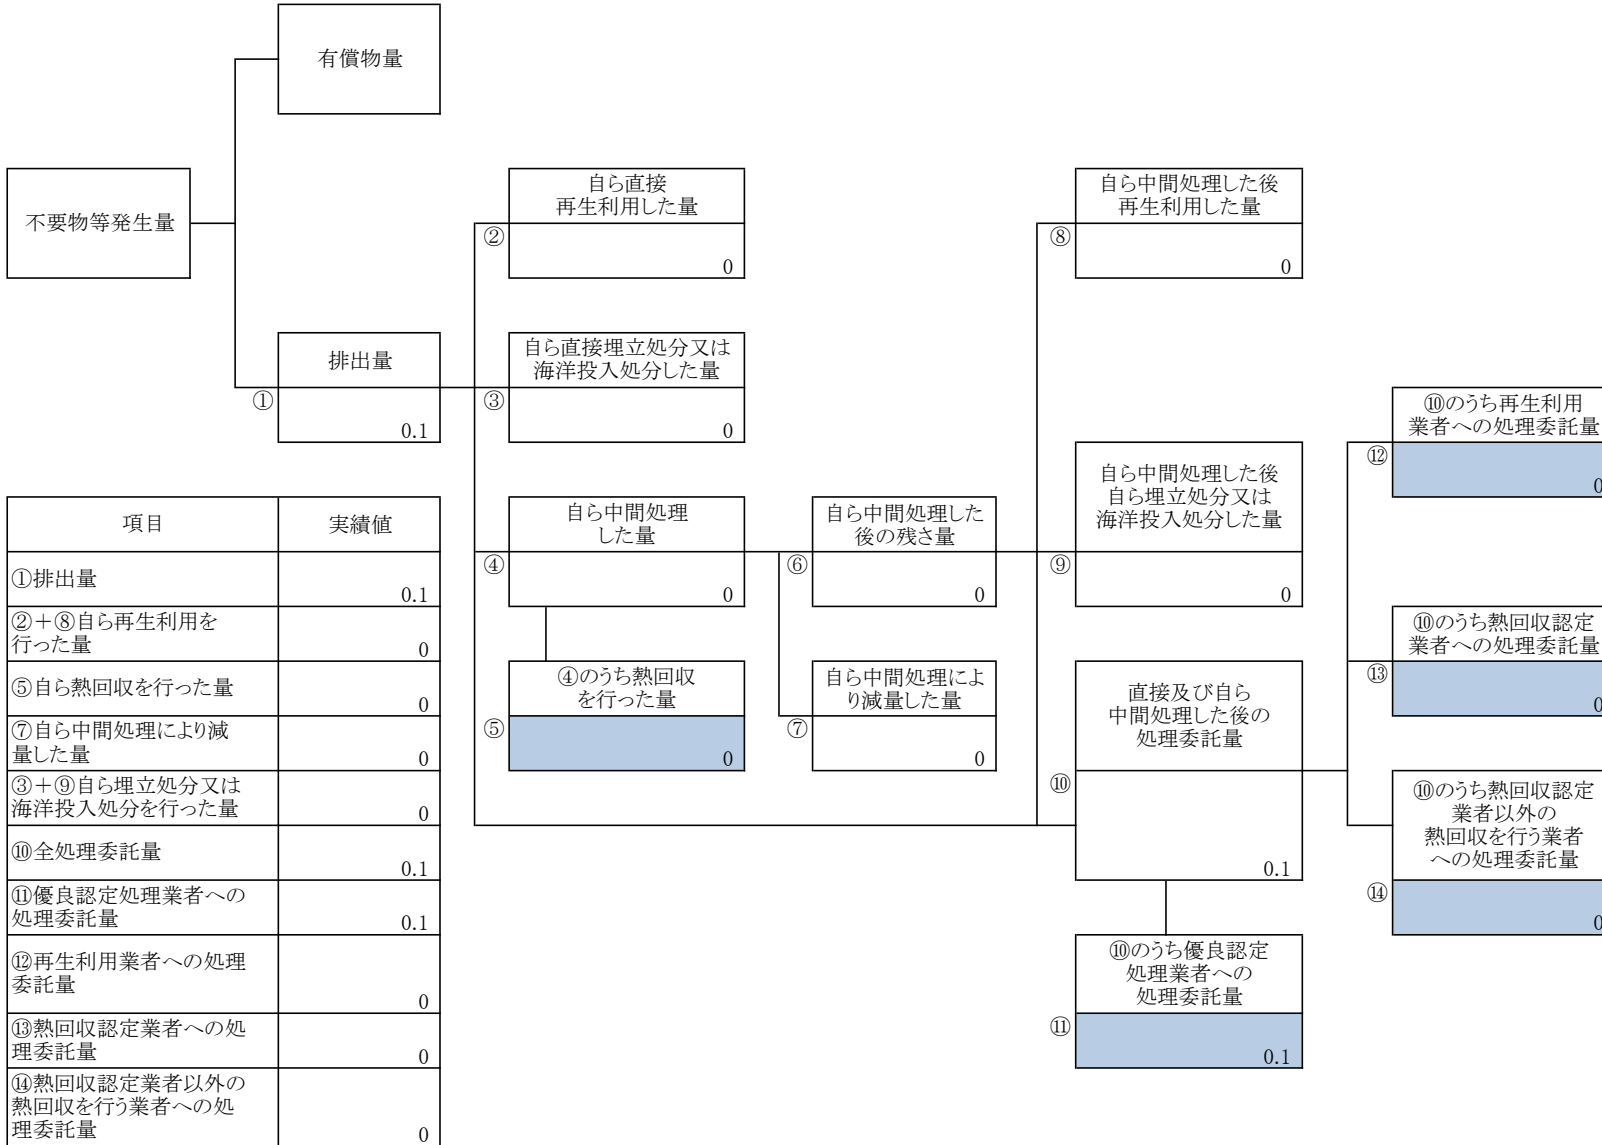 有償物量
不要物等発生量
自ら直接
再生利用した量
②
0
自ら中間処理した後
再生利用した量
⑧
0
排出量
①
0.1
自ら直接埋立処分又は
海洋投入処分した量
③
0
⑩のうち再生利用
業者への処理委託量
⑫
0
自ら中間処理
した量
④
0
自ら中間処理した
後の残さ量
⑥
0
自ら中間処理した後
自ら埋立処分又は
海洋投入処分した量
⑨
0
⑩のうち熱回収認定
業者への処理委託量
⑬
0
④のうち熱回収
を行った量
⑤
0
自ら中間処理によ
り減量した量
⑦
0
直接及び自ら
中間処理した後の
処理委託量
⑩
0.1
⑩のうち熱回収認定
業者以外の
熱回収を行う業者
への処理委託量
⑭
0
⑩のうち優良認定
処理業者への
処理委託量
⑪
0.1
項目 実績値
①排出量
0.1
②+⑧自ら再生利用を
行った量 0
⑤自ら熱回収を行った量
0
⑦自ら中間処理により減
量した量 0
③+⑨自ら埋立処分又は
海洋投入処分を行った量 0
⑩全処理委託量
0.1
⑪優良認定処理業者への
処理委託量 0.1
⑫再生利用業者への処理
委託量
0
⑬熱回収認定業者への処
理委託量 0
⑭熱回収認定業者以外の
熱回収を行う業者への処
理委託量 0